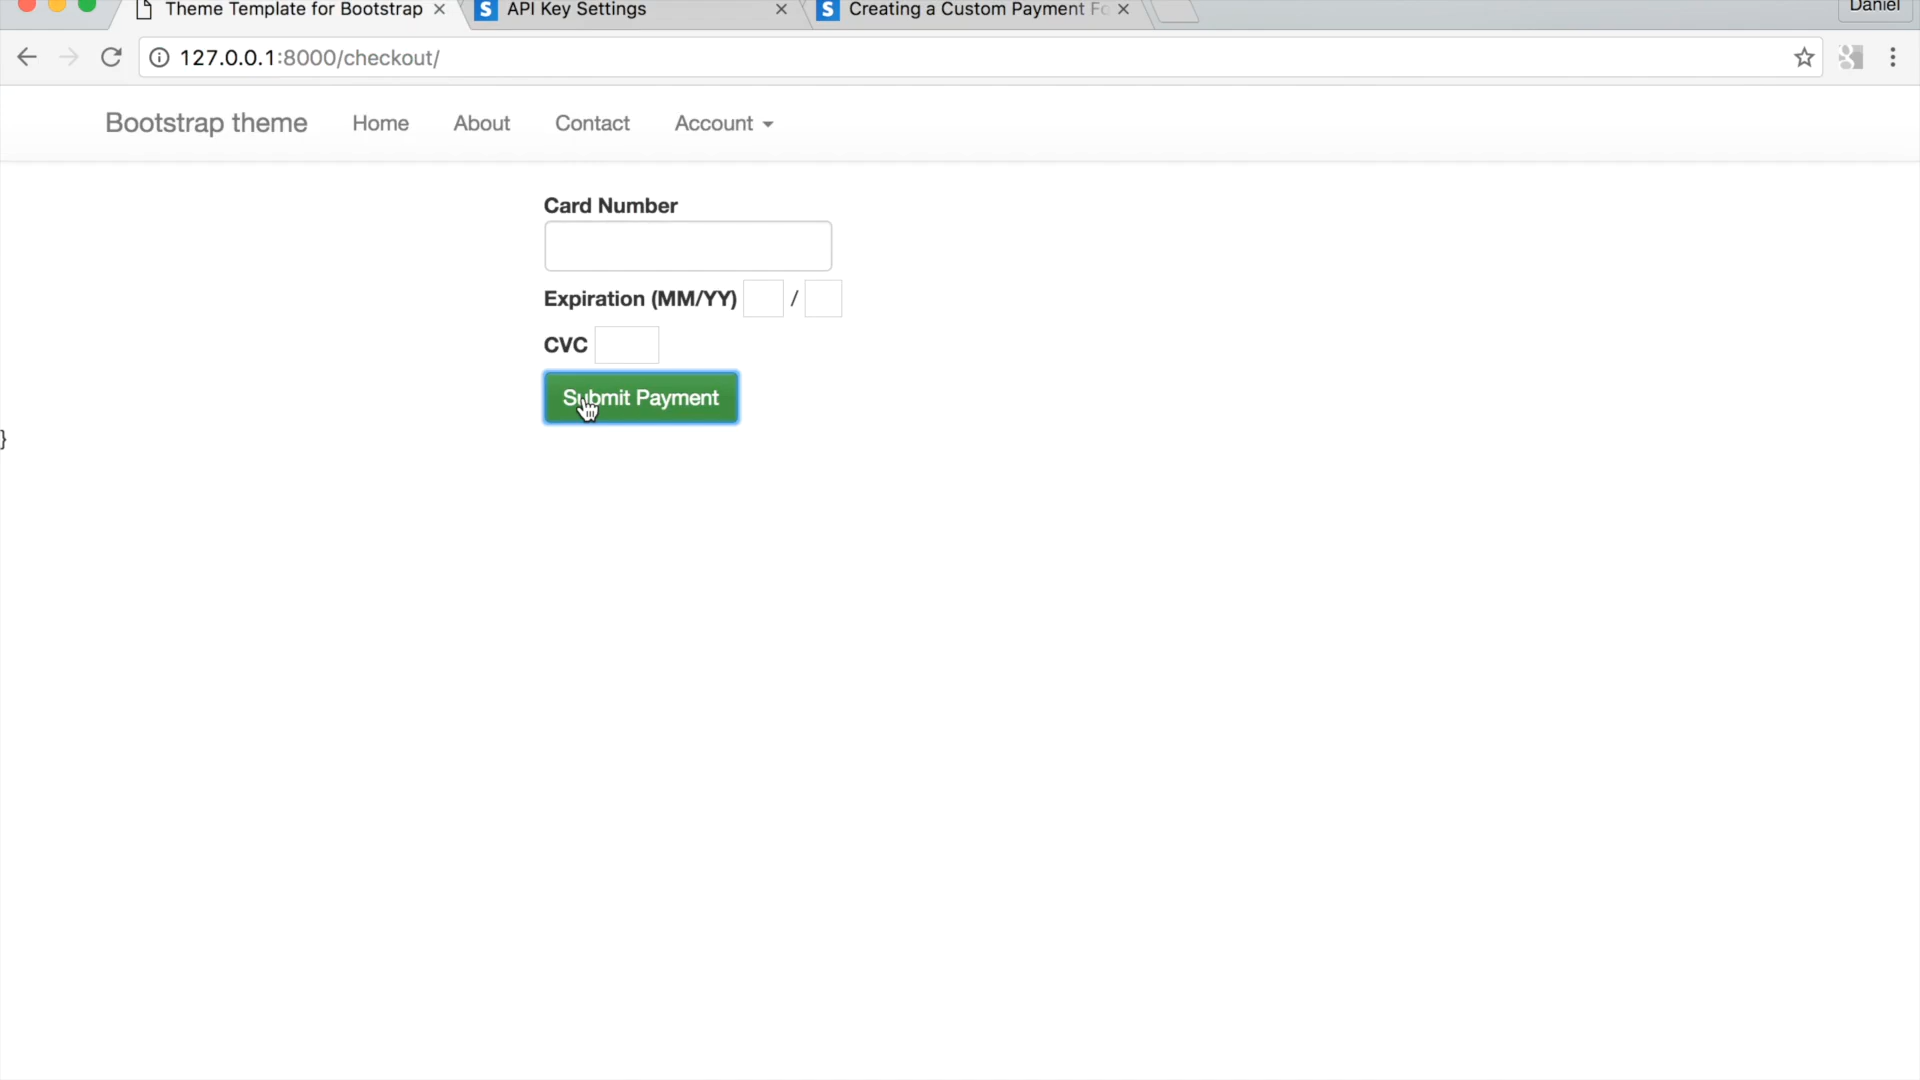 Theme Template for Bootstrap
API Key Settings
Creating a Custom Payment Fo
Daniel
127.0.0.1:8000/checkout/
Bootstrap theme Home About Contact Account
Card Number
Expiration (MM/YY) /
CVC
Submit Payment
}